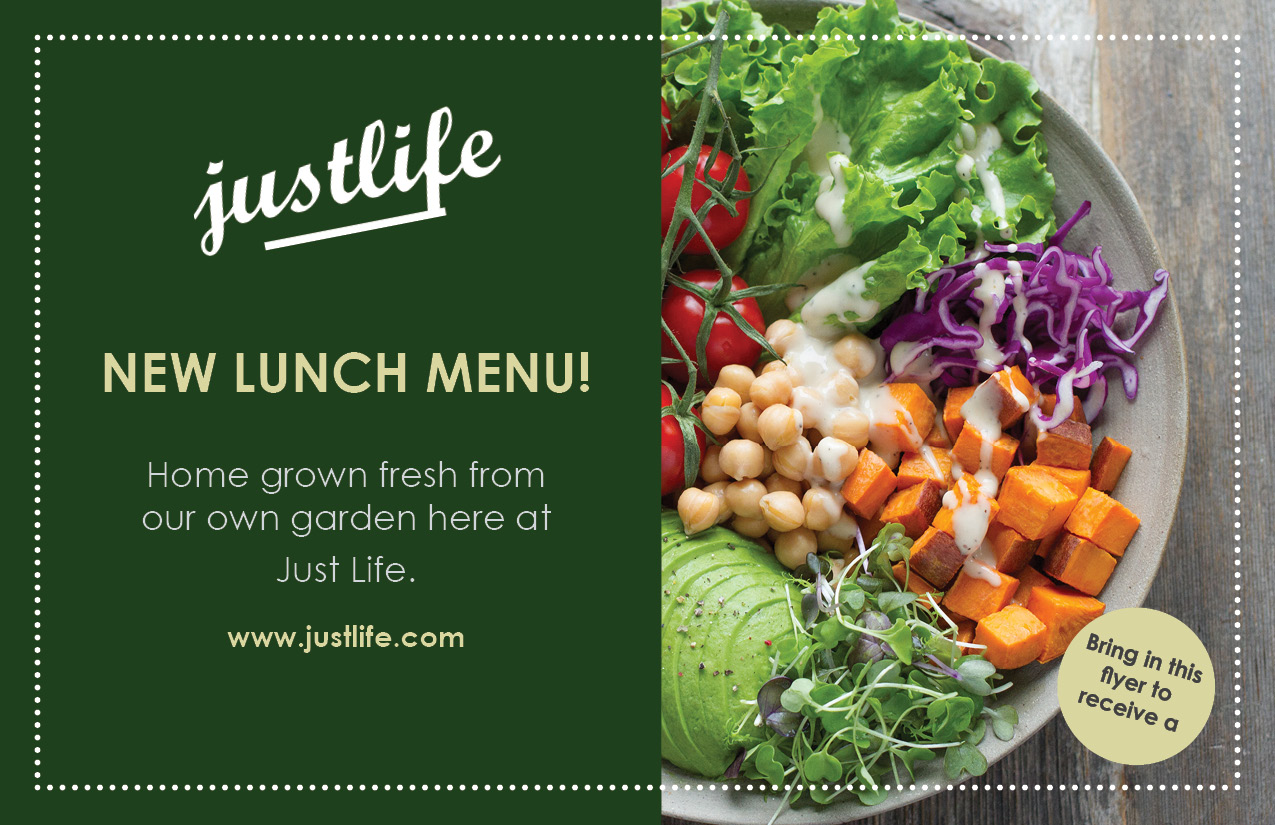 justlife
NEW LUNCH MENU!
Home grown fresh from
our own garden here at
Just Life.
www.justlife.com
Bring in this
flyer to
receive a